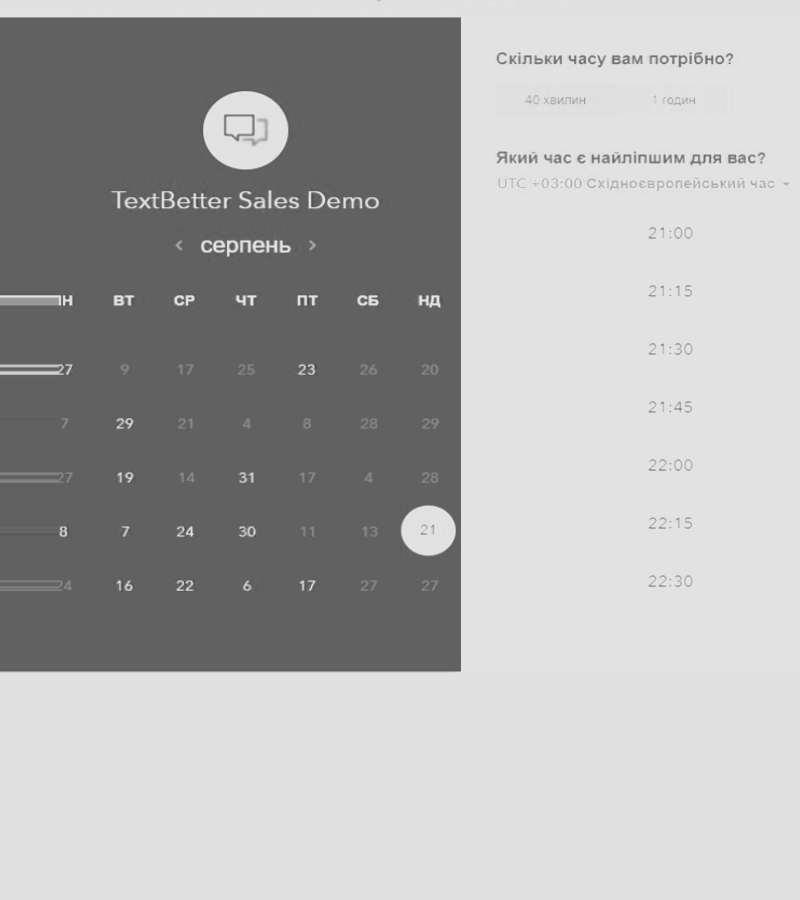 Скільки часу вам потрібно?
40 хвилин 1 годин
Який час є найліпшим для вас?
UTC +03:00 Східноєвропейський час
21:00
21:15
21:30
21:45
22:00
22:15
22:30
TextBetter Sales Demo
серпень
ВТ СР ЧТ ПТ СБ НД
27 9 17 25 23 26 20
7 29 21 4 8 28 29
27 19 14 31 17 4 28
8 7 24 30 11 13 21
24 16 22 6 17 27 27